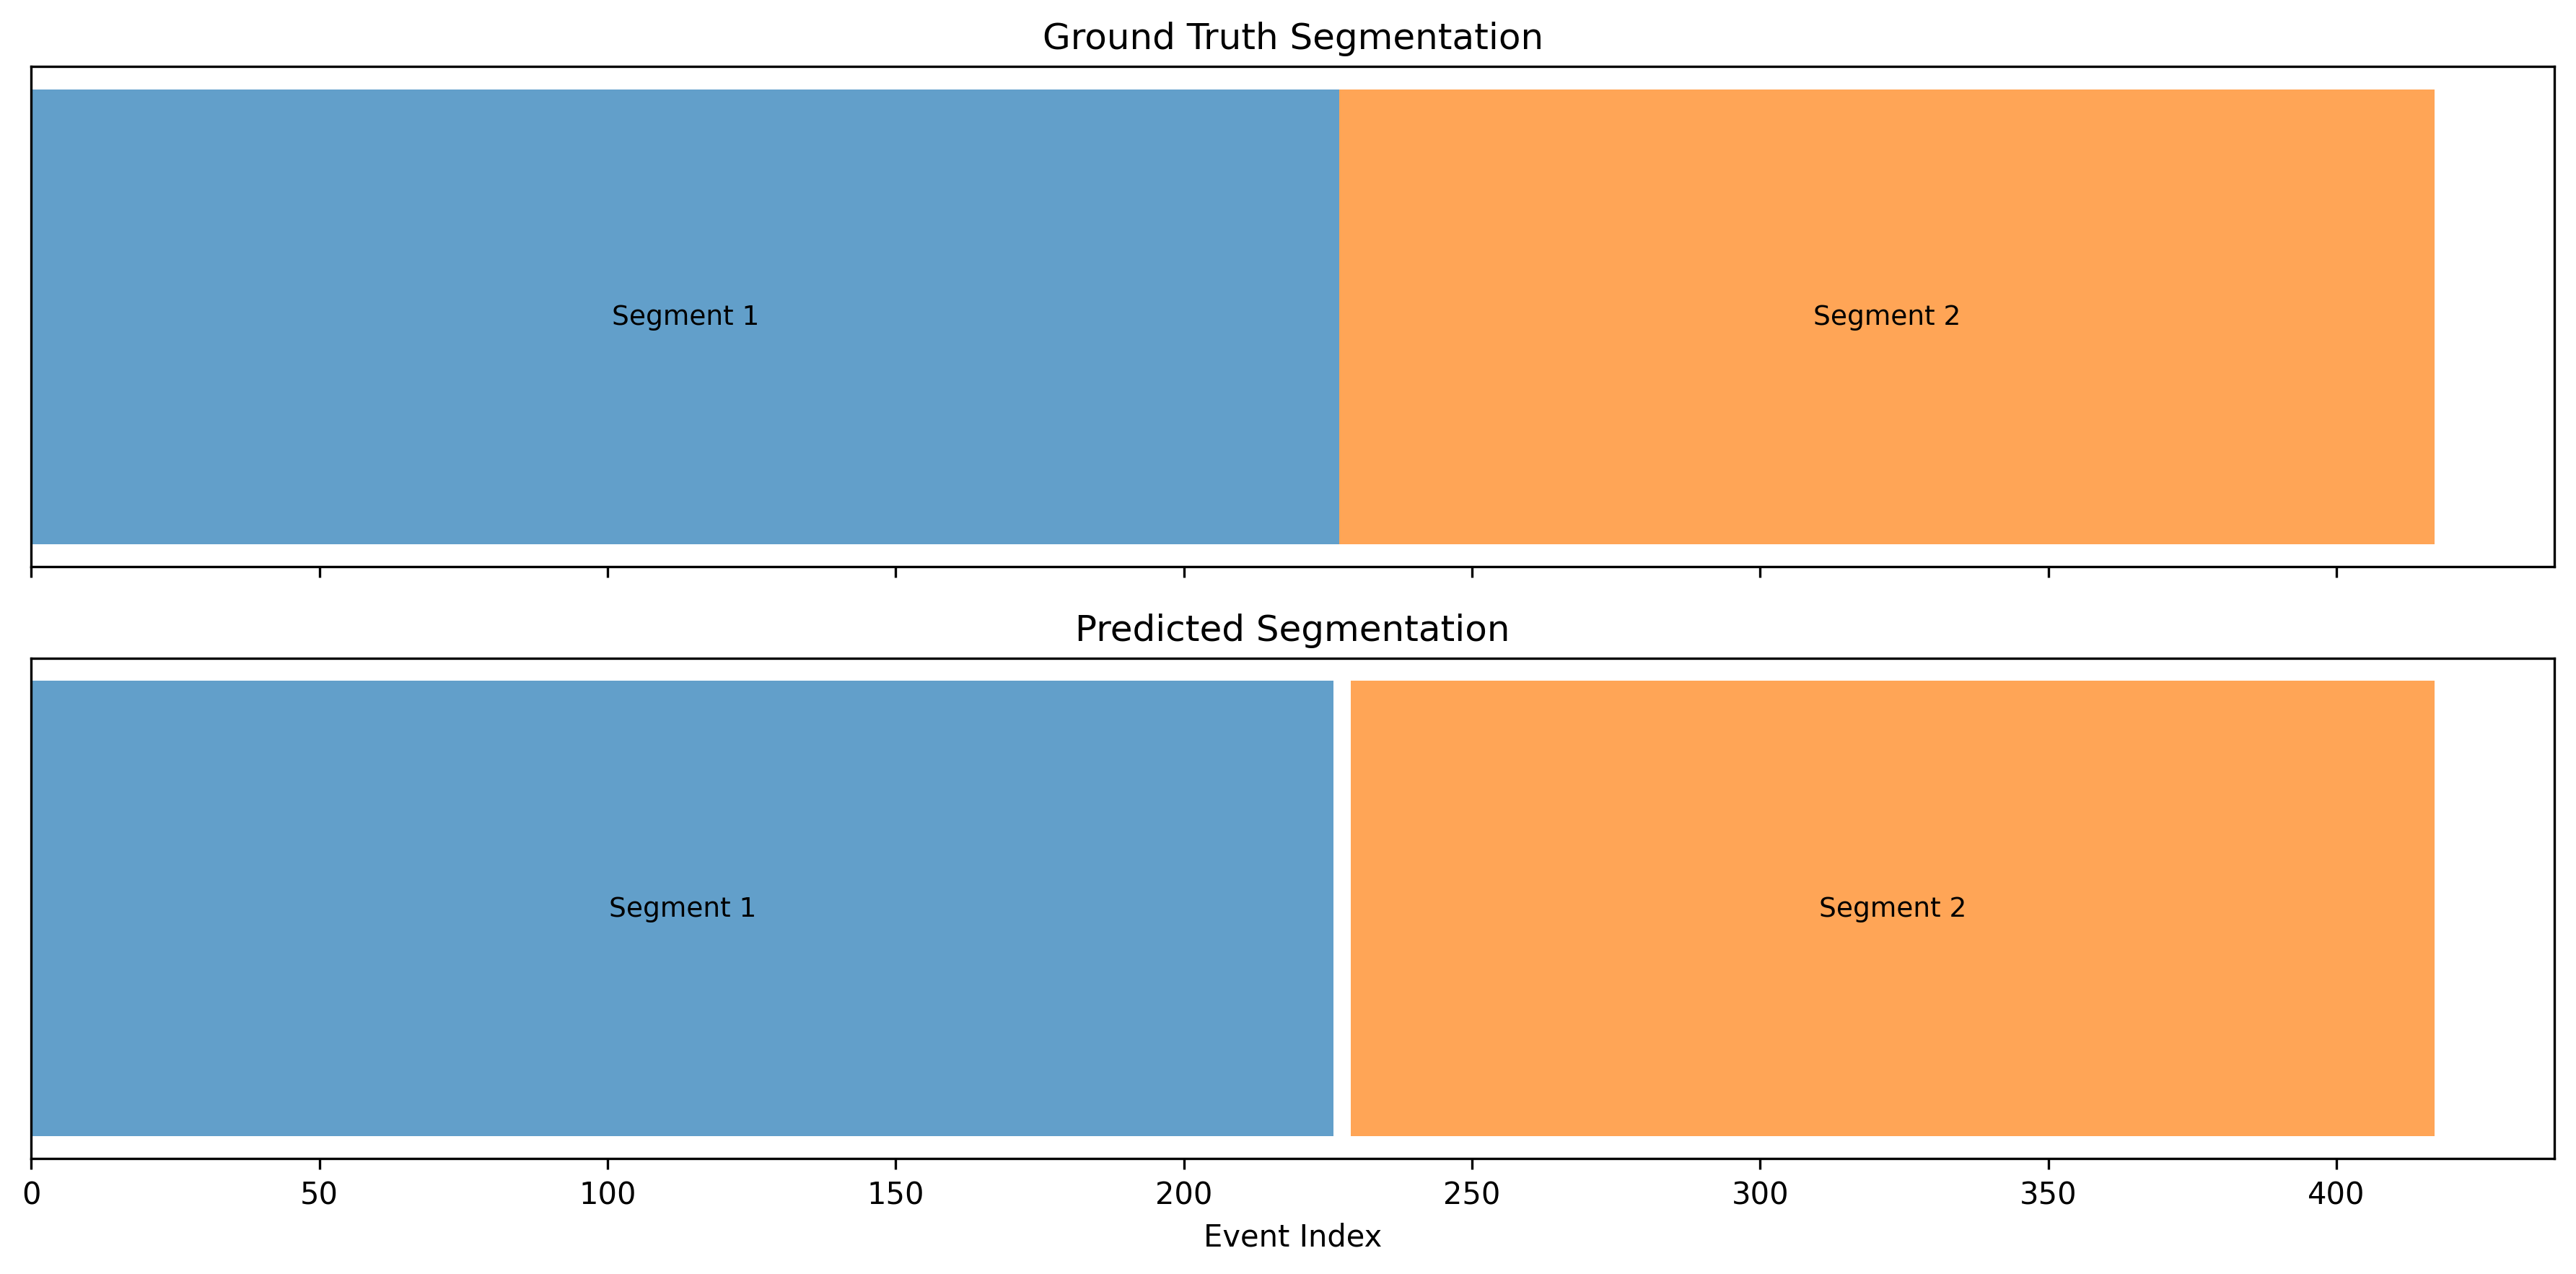 Ground Truth Segmentation
Segment 1 Segment 2
Predicted Segmentation
Segment 1 Segment 2
0 50 100 150 200 250 300 350 400
Event Index